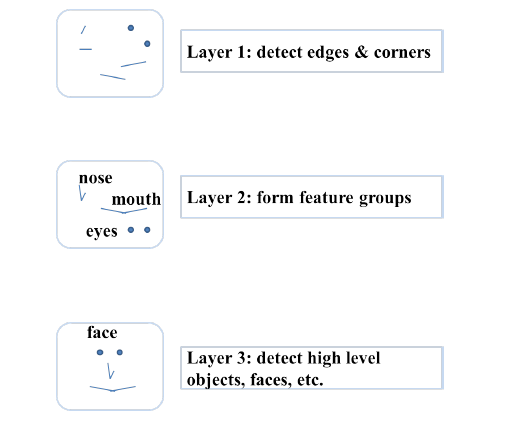 Layer 1: detect edges & corners
nose
mouth
eyes
Layer 2: form feature groups
face
Layer 3: detect high level
objects, faces, etc.